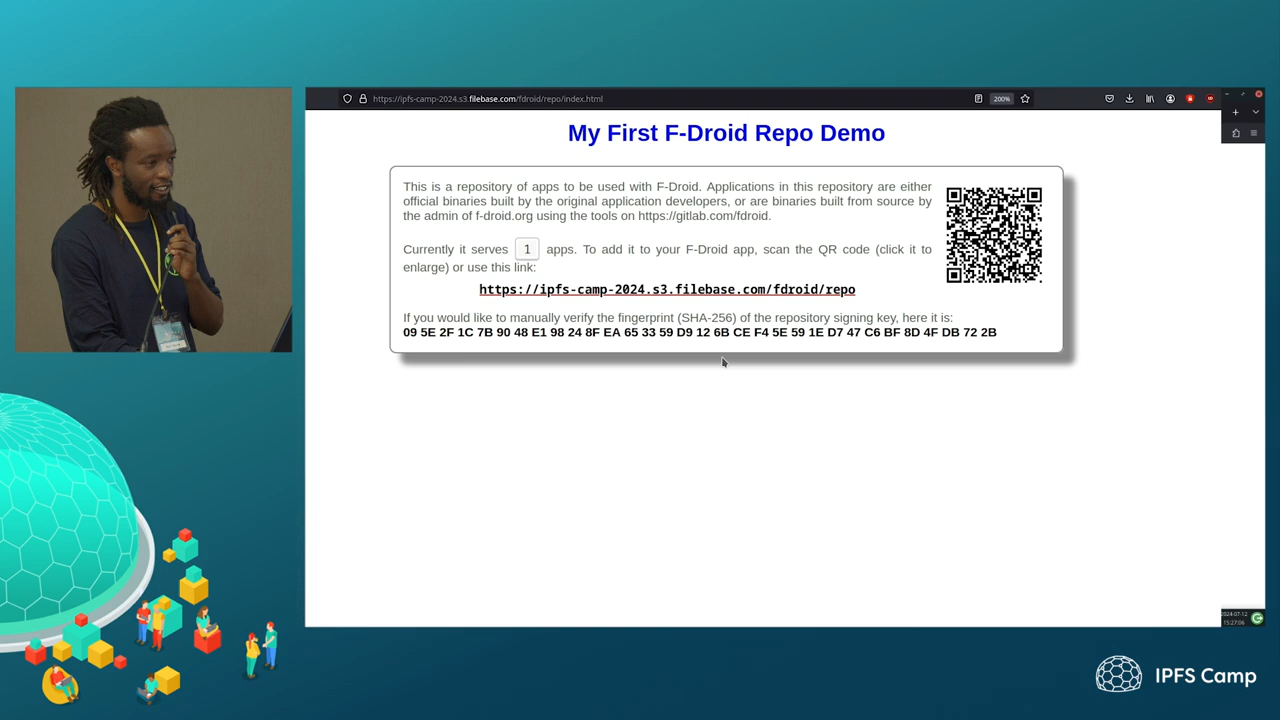 https://ipfs-camp-2024.s3.filebase.com/fdroid/repo/index.html
200%
My First F-Droid Repo Demo
This is a repository of apps to be used with F-Droid. Applications in this repository are either
official binaries built by the original application developers, or are binaries built from source by
the admin of f-droid.org using the tools on https://gitlab.com/fdroid.
Currently it serves 1 apps. To add it to your F-Droid app, scan the QR code (click it to
enlarge) or use this link:
https://ipfs-camp-2024.s3.filebase.com/fdroid/repo
If you would like to manually verify the fingerprint (SHA-256) of the repository signing key, here it is:
09 5E 2F 1C 7B 90 48 E1 98 24 8F EA 65 33 59 D9 12 6B CE F4 5E 59 1E D7 47 C6 BF 8D 4F DB 72 2B
2024-07-12
15:27:06
IPFS Camp